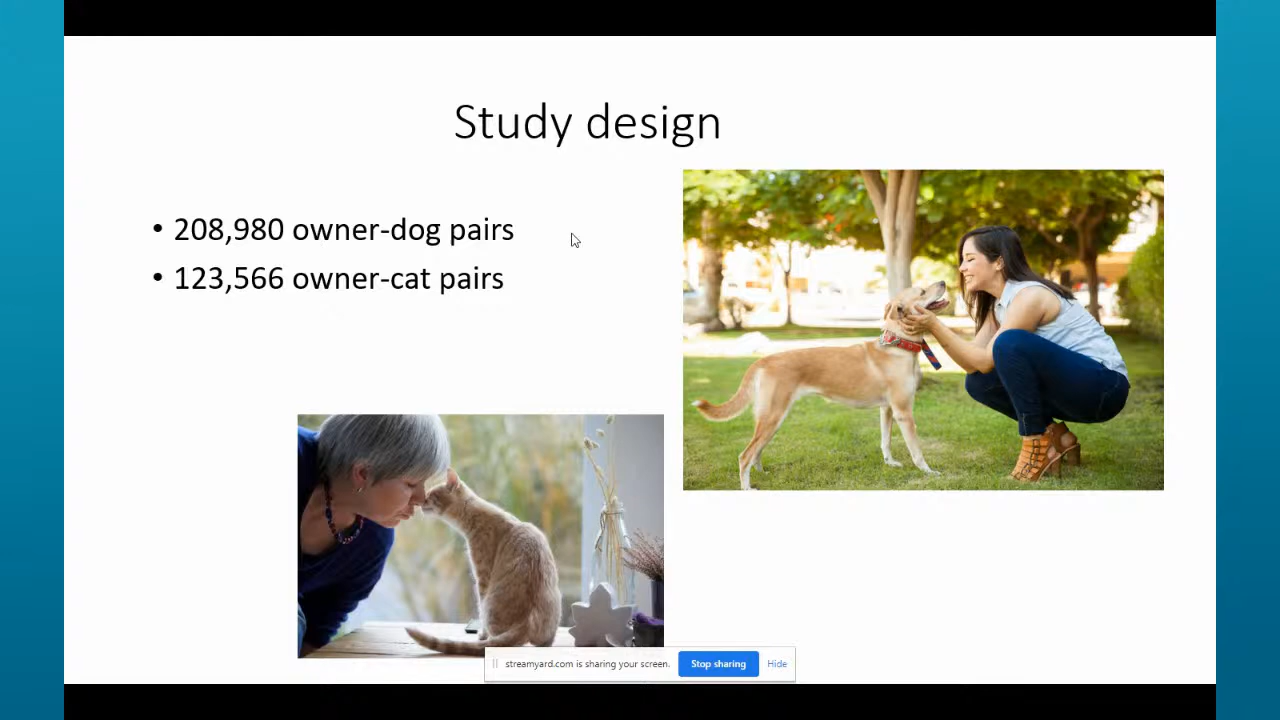 Study design
• 208,980 owner-dog pairs
• 123,566 owner-cat pairs
streamyard.com is sharing your screen. Stop sharing Hide